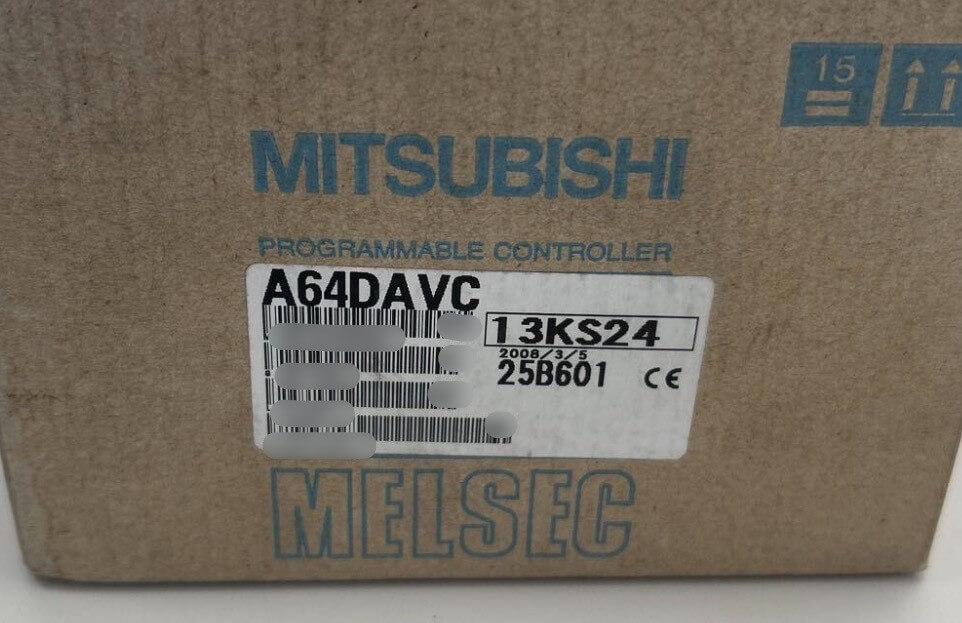 15
MITSUBISHI
PROGRAMMABLE CONTROLLER
A64DAVC
13KS24
2008/3/5
25B601 CE
MELSEC